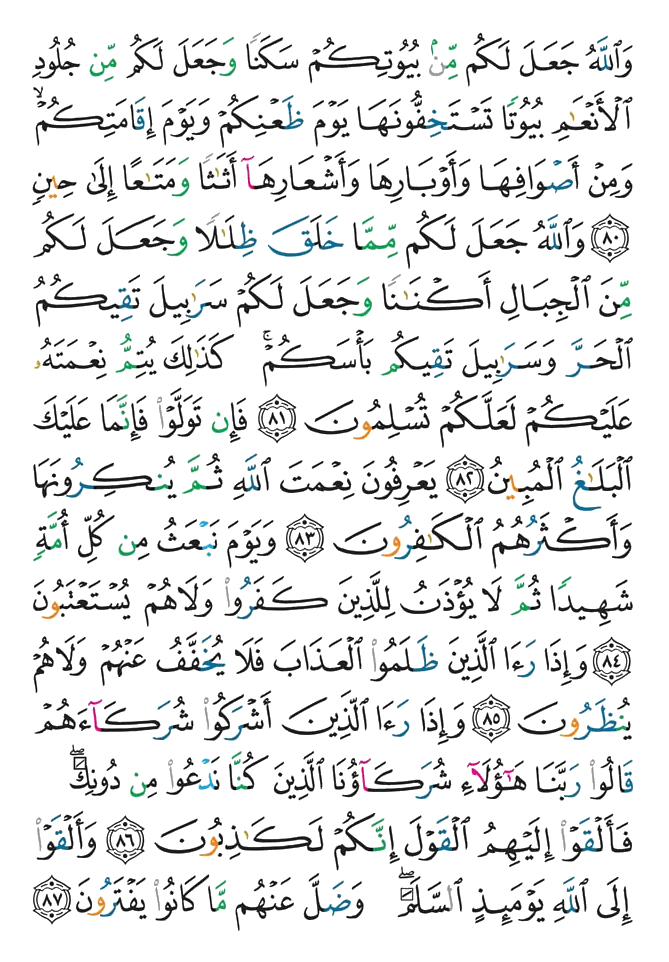 وَٱللَّهُ جَعَلَ لَكُم مِّنۢ بُيُوتِكُمْ سَكَنًا وَجَعَلَ لَكُم مِّن جُلُودِ
ٱلْأَنْعَـٰمِ بُيُوتًا تَسْتَخِفُّونَهَا يَوْمَ ظَعْنِكُمْ وَيَوْمَ إِقَامَتِكُمْ ۙ
وَمِنْ أَصْوَافِهَا وَأَوْبَارِهَا وَأَشْعَارِهَآ أَثَـٰثًا وَمَتَـٰعًا إِلَىٰ حِينٍ
٨٠ وَٱللَّهُ جَعَلَ لَكُم مِّمَّا خَلَقَ ظِلَـٰلًا وَجَعَلَ لَكُم
مِّنَ ٱلْجِبَالِ أَكْنَـٰنًا وَجَعَلَ لَكُمْ سَرَٰبِيلَ تَقِيكُمُ
ٱلْحَرَّ وَسَرَٰبِيلَ تَقِيكُم بَأْسَكُمْ ۚ كَذَٰلِكَ يُتِمُّ نِعْمَتَهُۥ
عَلَيْكُمْ لَعَلَّكُمْ تُسْلِمُونَ ٨١ فَإِن تَوَلَّوْا۟ فَإِنَّمَا عَلَيْكَ
ٱلْبَلَـٰغُ ٱلْمُبِينُ ٨٢ يَعْرِفُونَ نِعْمَتَ ٱللَّهِ ثُمَّ يُنكِرُونَهَا
وَأَكْثَرُهُمُ ٱلْكَـٰفِرُونَ ٨٣ وَيَوْمَ نَبْعَثُ مِن كُلِّ أُمَّةٍ
شَهِيدًا ثُمَّ لَا يُؤْذَنُ لِلَّذِينَ كَفَرُوا۟ وَلَا هُمْ يُسْتَعْتَبُونَ
٨٤ وَإِذَا رَءَا ٱلَّذِينَ ظَلَمُوا۟ ٱلْعَذَابَ فَلَا يُخَفَّفُ عَنْهُمْ وَلَا هُمْ
يُنظَرُونَ ٨٥ وَإِذَا رَءَا ٱلَّذِينَ أَشْرَكُوا۟ شُرَكَآءَهُمْ
قَالُوا۟ رَبَّنَا هَـٰٓؤُلَآءِ شُرَكَآؤُنَا ٱلَّذِينَ كُنَّا نَدْعُوا۟ مِن دُونِكَ ۖ
فَأَلْقَوْا۟ إِلَيْهِمُ ٱلْقَوْلَ إِنَّكُمْ لَكَـٰذِبُونَ ٨٦ وَأَلْقَوْا۟
إِلَى ٱللَّهِ يَوْمَئِذٍ ٱلسَّلَمَ ۖ وَضَلَّ عَنْهُم مَّا كَانُوا۟ يَفْتَرُونَ ٨٧